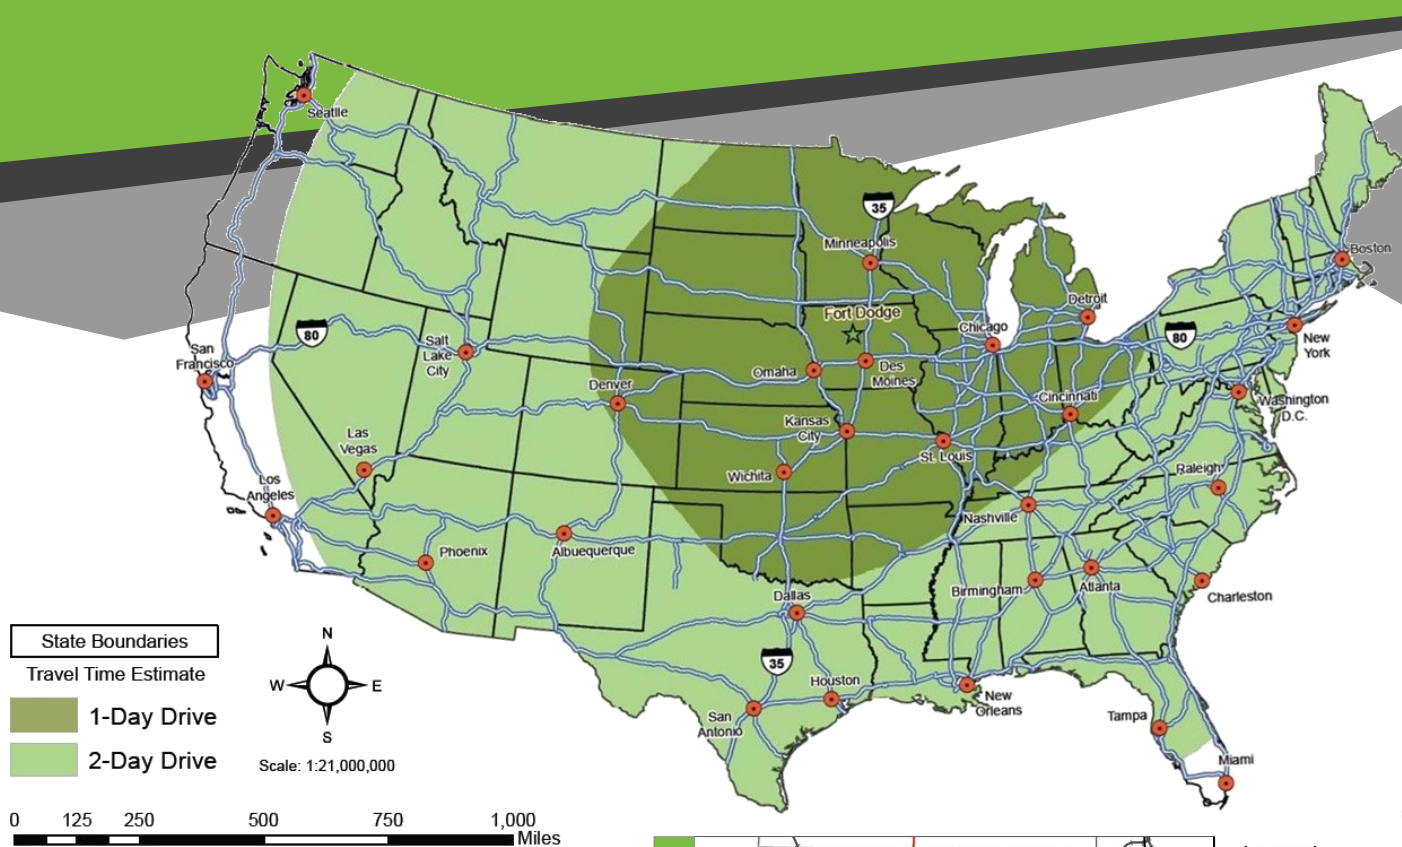 Seatlle
35
Minneapolis
Boston
Detroit
Fort Dodge
80
Chicago
80
San
Francisco
Salt
Lake
City
New
York
Omaha
Des
Moines
Denver
Cincinnati
Washington
D.C.
Kansas
City
Las
Vegas
St. Louis
Wichita
Raleigh
Los
Angeles
Nashville
Phoenix
Albuequerque
Birmingham
Atlanta
Dallas
Charleston
State Boundaries
N
35
Travel Time Estimate
W
E
Houston
New
Orleans
1-Day Drive
San
Antonio
Tampa
S
2-Day Drive
Scale: 1:21,000,000
Miami
0 125 250 500 750 1,000
Miles